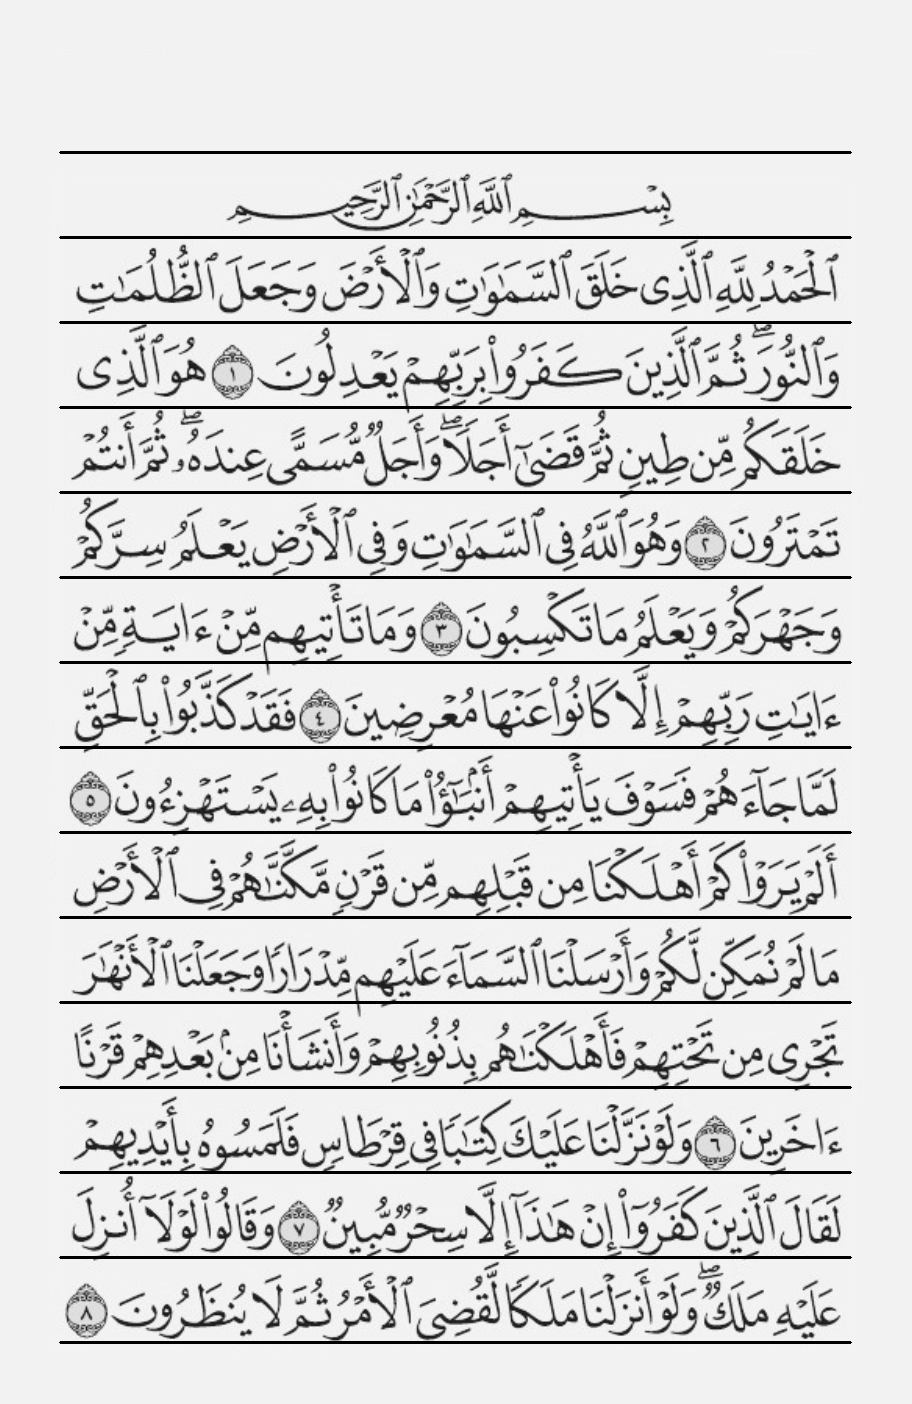 بِسْمِ ٱللَّهِ ٱلرَّحْمَٰنِ ٱلرَّحِيمِ
ٱلْحَمْدُ لِلَّهِ ٱلَّذِى خَلَقَ ٱلسَّمَٰوَٰتِ وَٱلْأَرْضَ وَجَعَلَ ٱلظُّلُمَٰتِ
وَٱلنُّورَ ۖ ثُمَّ ٱلَّذِينَ كَفَرُوا۟ بِرَبِّهِمْ يَعْدِلُونَ ١ هُوَ ٱلَّذِى
خَلَقَكُم مِّن طِينٍ ثُمَّ قَضَىٰٓ أَجَلًا ۖ وَأَجَلٌ مُّسَمًّى عِندَهُۥ ۖ ثُمَّ أَنتُمْ
تَمْتَرُونَ ٢ وَهُوَ ٱللَّهُ فِى ٱلسَّمَٰوَٰتِ وَفِى ٱلْأَرْضِ يَعْلَمُ سِرَّكُمْ
وَجَهْرَكُمْ وَيَعْلَمُ مَا تَكْسِبُونَ ٣ وَمَا تَأْتِيهِم مِّنْ ءَايَةٍ مِّنْ
ءَايَٰتِ رَبِّهِمْ إِلَّا كَانُوا۟ عَنْهَا مُعْرِضِينَ ٤ فَقَدْ كَذَّبُوا۟ بِٱلْحَقِّ
لَمَّا جَآءَهُمْ فَسَوْفَ يَأْتِيهِمْ أَنۢبَٰٓؤُا۟ مَا كَانُوا۟ بِهِۦ يَسْتَهْزِءُونَ ٥
أَلَمْ يَرَوْا۟ كَمْ أَهْلَكْنَا مِن قَبْلِهِم مِّن قَرْنٍ مَّكَّنَّٰهُمْ فِى ٱلْأَرْضِ
مَا لَمْ نُمَكِّن لَّكُمْ وَأَرْسَلْنَا ٱلسَّمَآءَ عَلَيْهِم مِّدْرَارًا وَجَعَلْنَا ٱلْأَنْهَٰرَ
تَجْرِى مِن تَحْتِهِمْ فَأَهْلَكْنَٰهُم بِذُنُوبِهِمْ وَأَنشَأْنَا مِنۢ بَعْدِهِمْ قَرْنًا
ءَاخَرِينَ ٦ وَلَوْ نَزَّلْنَا عَلَيْكَ كِتَٰبًا فِى قِرْطَاسٍ فَلَمَسُوهُ بِأَيْدِيهِمْ
لَقَالَ ٱلَّذِينَ كَفَرُوٓا۟ إِنْ هَٰذَآ إِلَّا سِحْرٌ مُّبِينٌ ٧ وَقَالُوا۟ لَوْلَآ أُنزِلَ
عَلَيْهِ مَلَكٌ ۖ وَلَوْ أَنزَلْنَا مَلَكًا لَّقُضِىَ ٱلْأَمْرُ ثُمَّ لَا يُنظَرُونَ ٨